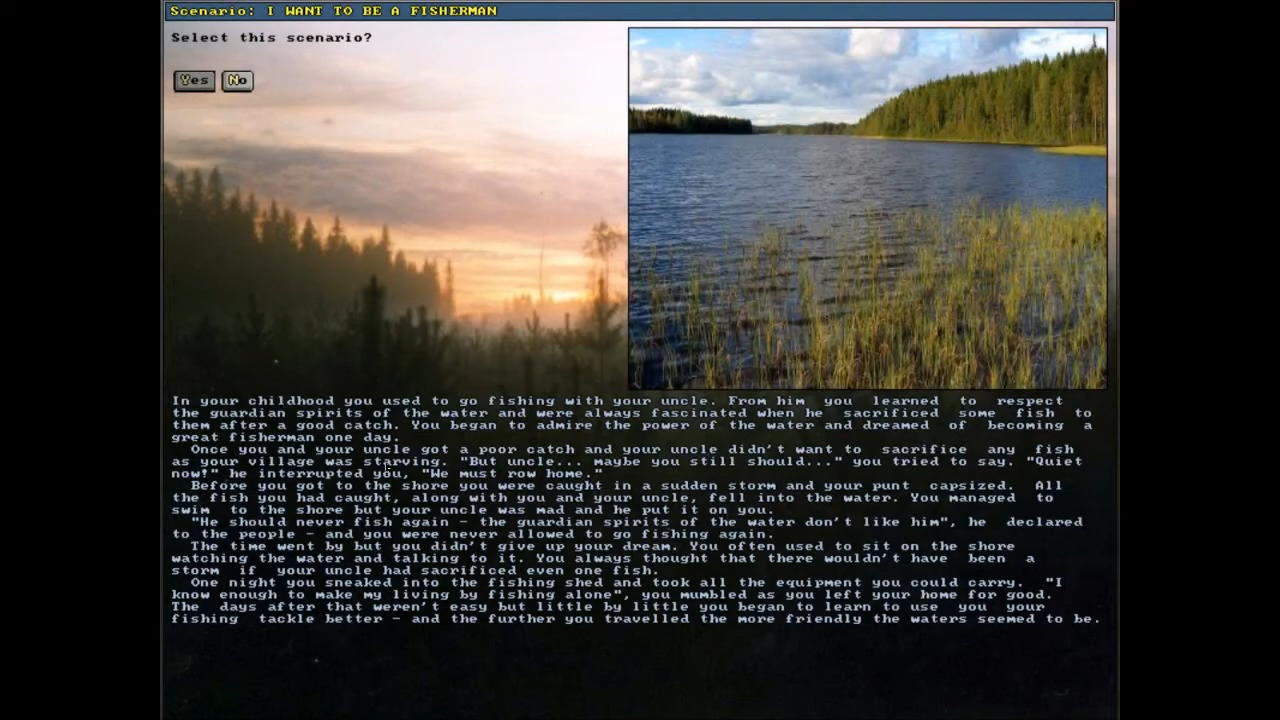 Scenario: I WANT TO BE A FISHERMAN
Select this scenario?
Yes No
In your childhood you used to go fishing with your uncle. From him you learned to respect
the guardian spirits of the water and were always fascinated when he sacrificed some fish to
them after a good catch. You began to admire the power of the water and dreamed of becoming a
great fisherman one day.
Once you and your uncle got a poor catch and your uncle didn't want to sacrifice any fish
as your village was starving. "But uncle... maybe you still should..." you tried to say. "Quiet
now!" he interrupted you, "We must row home."
Before you got to the shore you were caught in a sudden storm and your punt capsized. All
the fish you had caught, along with you and your uncle, fell into the water. You managed to
swim to the shore but your uncle was mad and he put it on you.
"He should never fish again - the guardian spirits of the water don't like him", he declared
to the people - and you were never allowed to go fishing again.
The time went by but you didn't give up your dream. You often used to sit on the shore
watching the water and talking to it. You always thought that there wouldn't have been a
storm if your uncle had sacrificed even one fish.
One night you sneaked into the fishing shed and took all the equipment you could carry. "I
know enough to make my living by fishing alone", you mumbled as you left your home for good.
The days after that weren't easy but little by little you began to learn to use you your
fishing tackle better - and the further you travelled the more friendly the waters seemed to be.